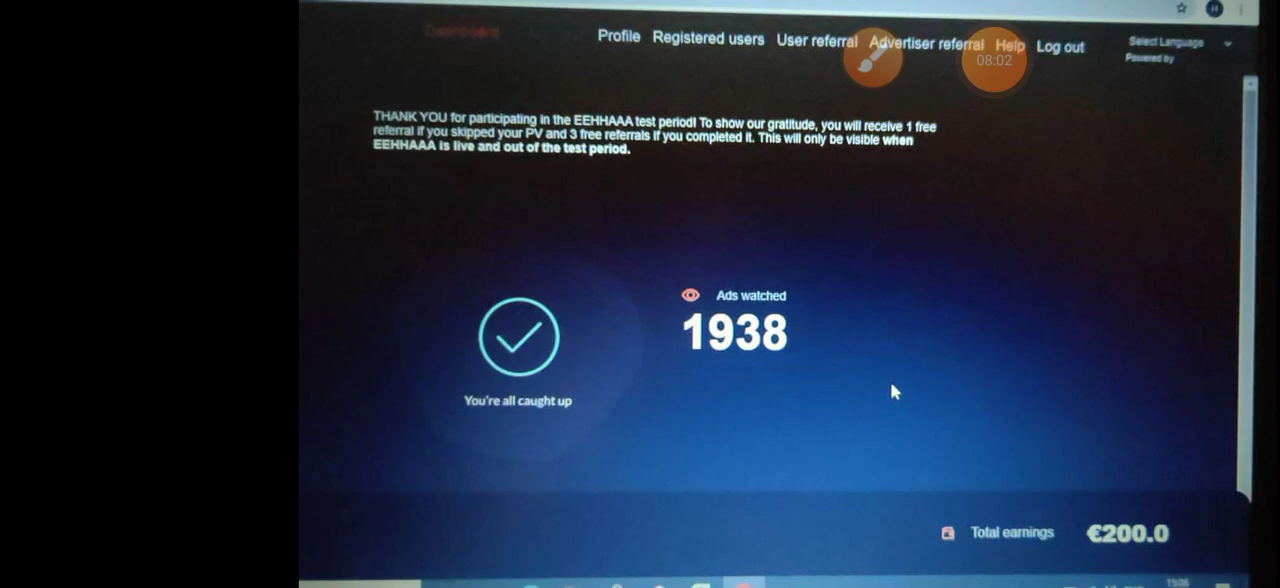 Dashboard
Profile Registered users User referral Advertiser referral Help Log out
Select Language
Powered by
08:02
THANK YOU for participating in the EEHHAAA test period! To show our gratitude, you will receive 1 free
referral if you skipped your PV and 3 free referrals if you completed it. This will only be visible when
EEHHAAA is live and out of the test period.
Ads watched
1938
You're all caught up
Total earnings
€200.0
15:06